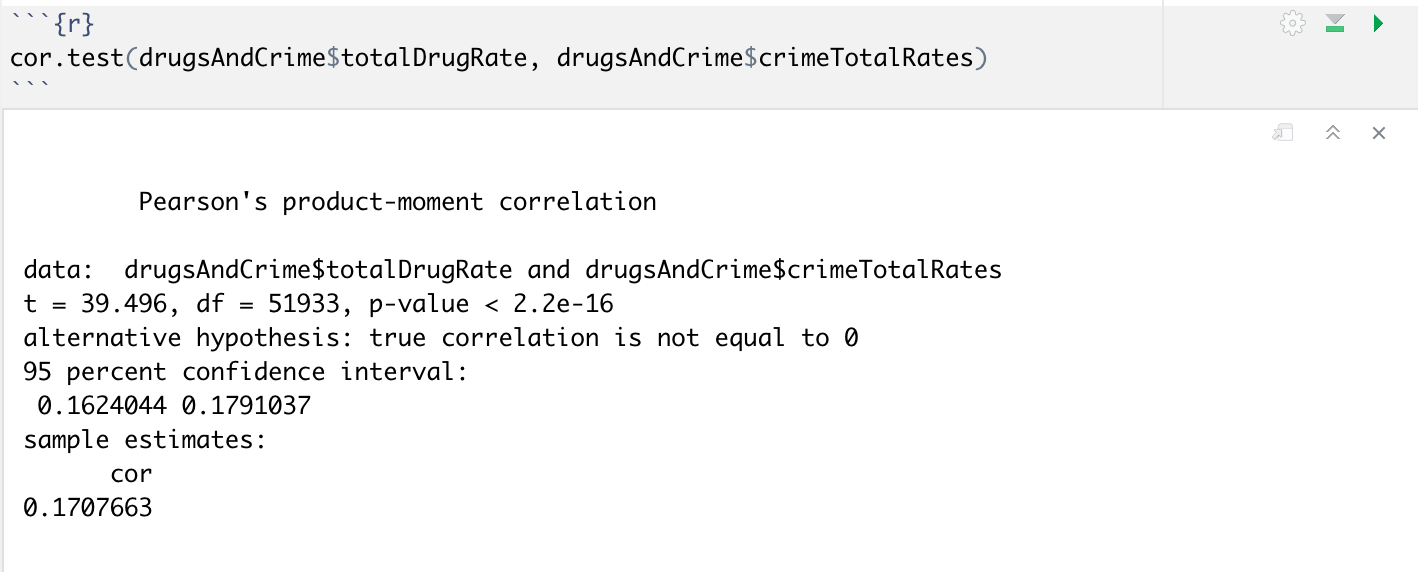 ```{r}
cor.test(drugsAndCrime$totalDrugRate, drugsAndCrime$crimeTotalRates)
```
Pearson's product-moment correlation
data:  drugsAndCrime$totalDrugRate and drugsAndCrime$crimeTotalRates
t = 39.496, df = 51933, p-value < 2.2e-16
alternative hypothesis: true correlation is not equal to 0
95 percent confidence interval:
 0.1624044 0.1791037
sample estimates:
      cor
0.1707663